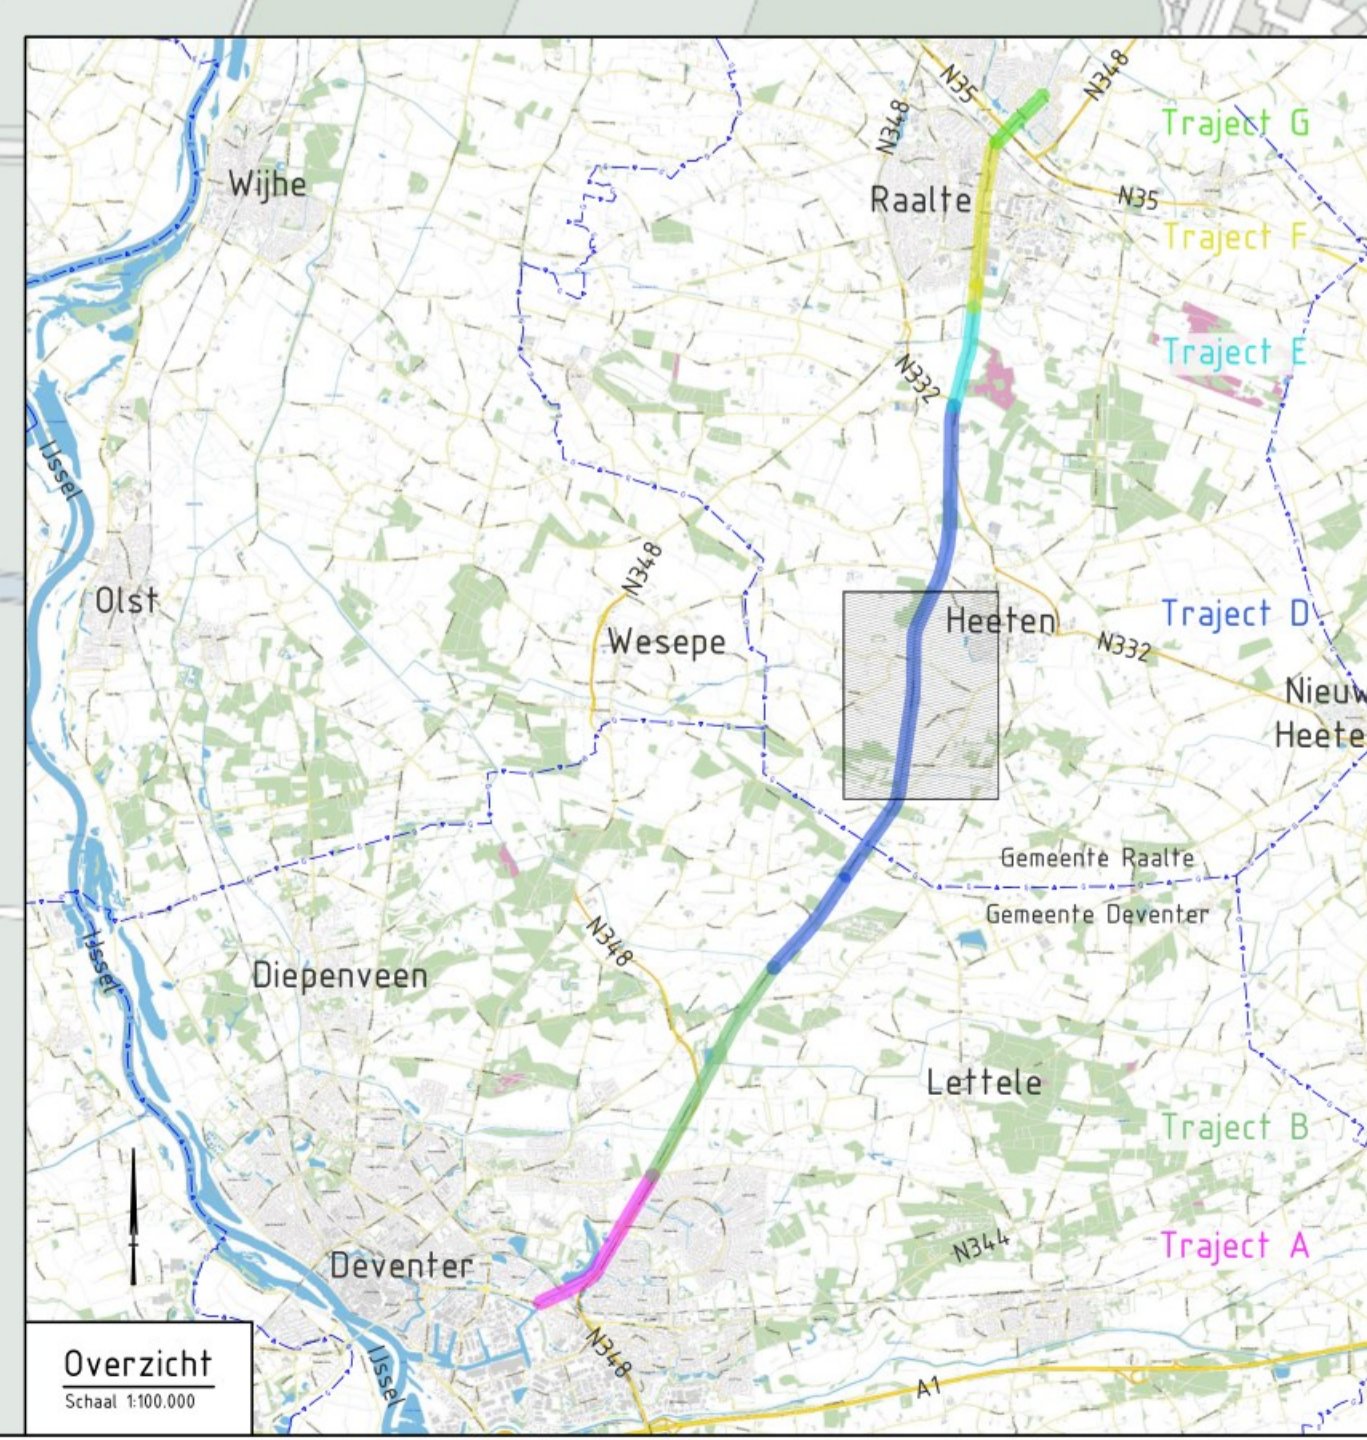 N35
N348
N348
Traject G
Wijhe
Raalte
N35
Traject F
Traject E
N332
IJssel
N348
Olst
Wesepe
Heeten
Traject D
N332
Nieuw
Heete
Gemeente Raalte
Gemeente Deventer
N348
IJssel
Diepenveen
Lettele
Traject B
Deventer
N344
Traject A
N348
IJssel
A1
Overzicht
Schaal 1:100.000